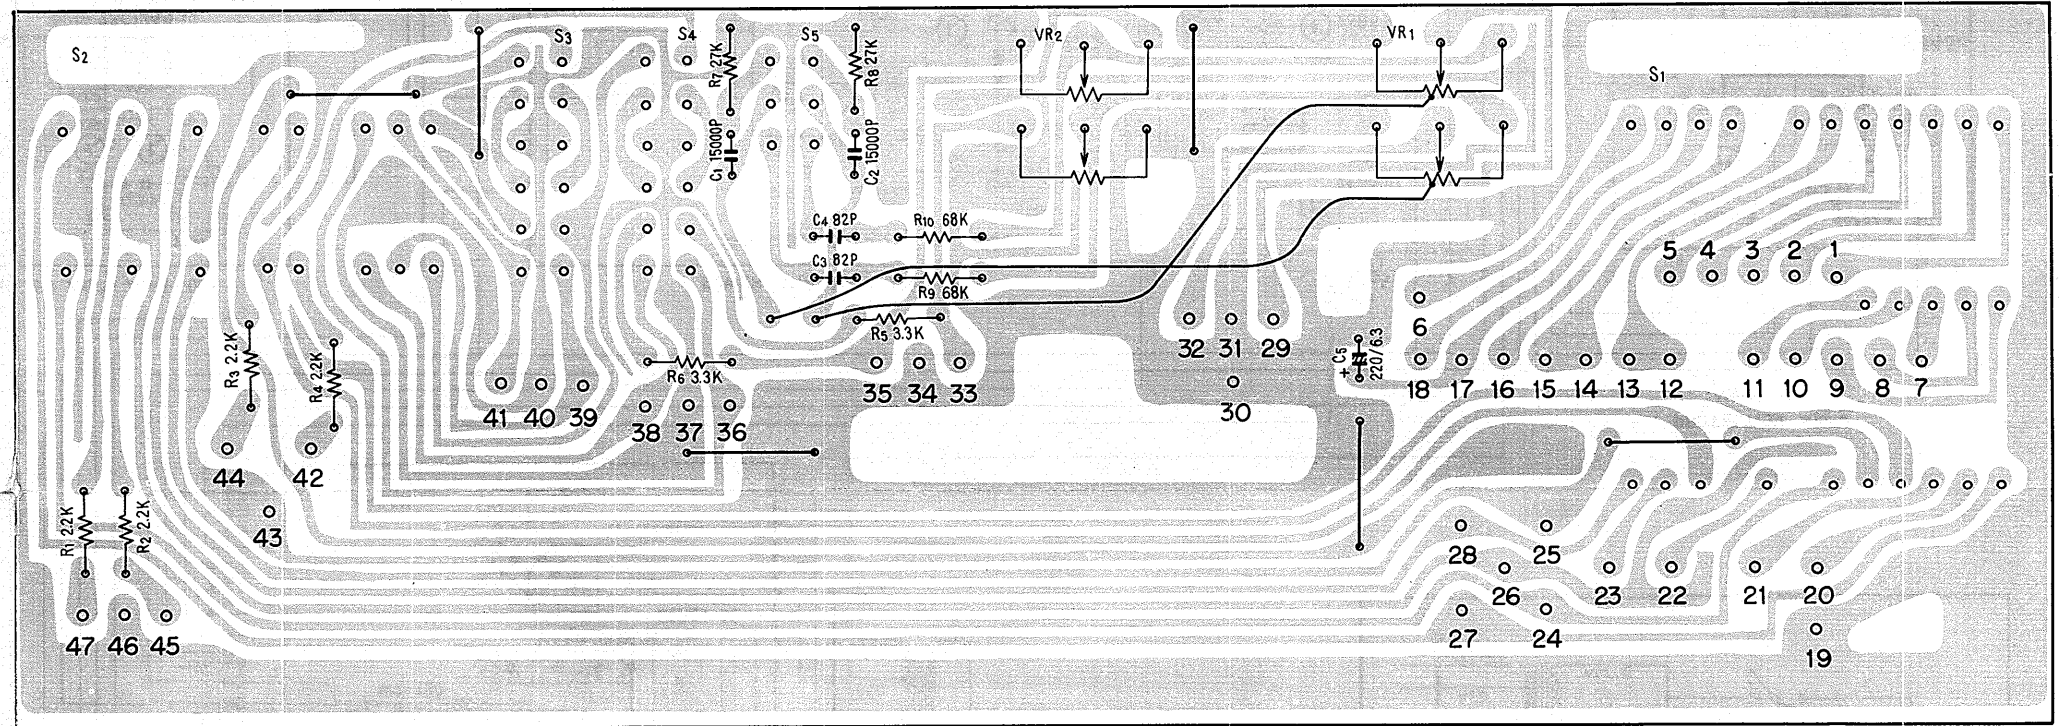 S2
S3
S4
R7 27K
S5
R8 27K
VR2
VR1
S1
C1 15000P
C2 15000P
C4 82P
R10 68K
C3 82P
R9 68K
R5 3.3K
R6 3.3K
5 4 3 2 1
6
32 31 29
30
+ C5
220/6.3
18 17 16 15 14 13 12 11 10 9 8 7
35 34 33
R3 2.2K
R4 2.2K
41 40 39
38 37 36
44 42
43
R1 2.2K
R2 2.2K
28 25
26 23 22 21 20
27 24
19
47 46 45